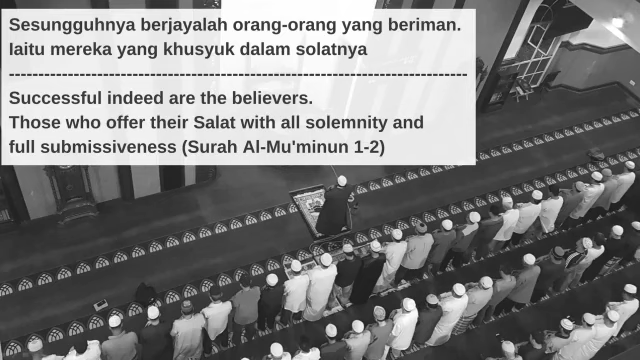 Sesungguhnya berjayalah orang-orang yang beriman.
Iaitu mereka yang khusyuk dalam solatnya
--------------------------------------------------------------------------------
Successful indeed are the believers.
Those who offer their Salat with all solemnity and
full submissiveness (Surah Al-Mu'minun 1-2)